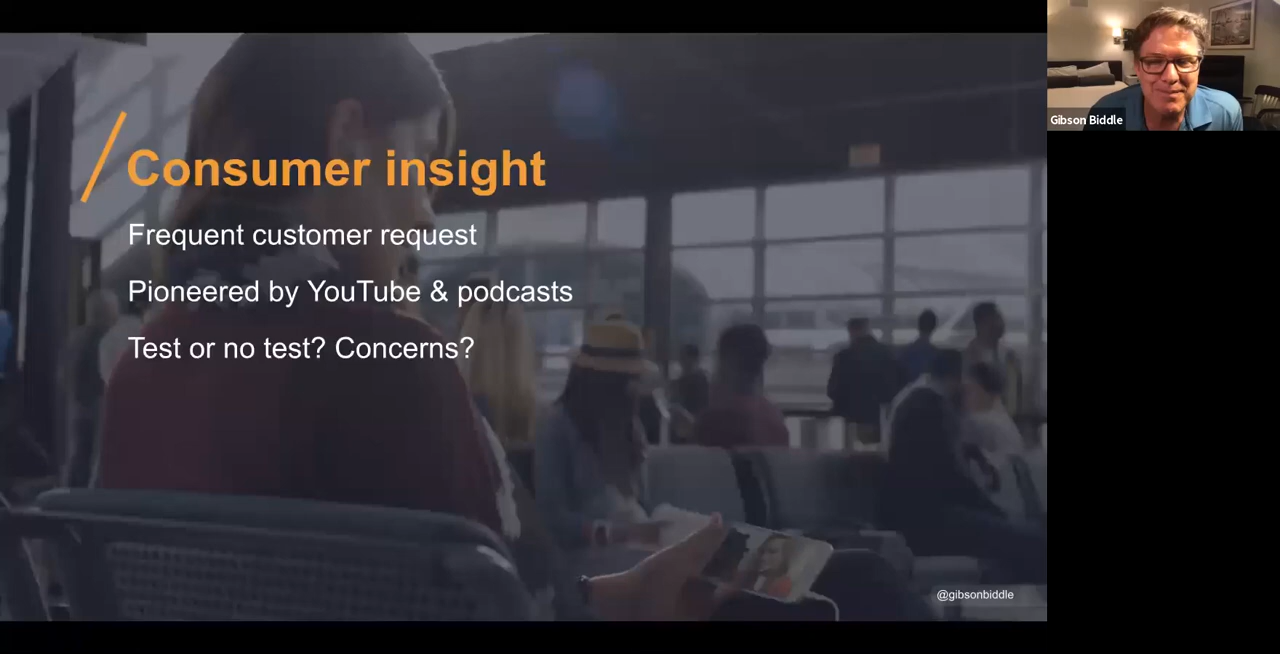 Consumer insight
Frequent customer request
Pioneered by YouTube & podcasts
Test or no test? Concerns?
@gibsonbiddle
Gibson Biddle